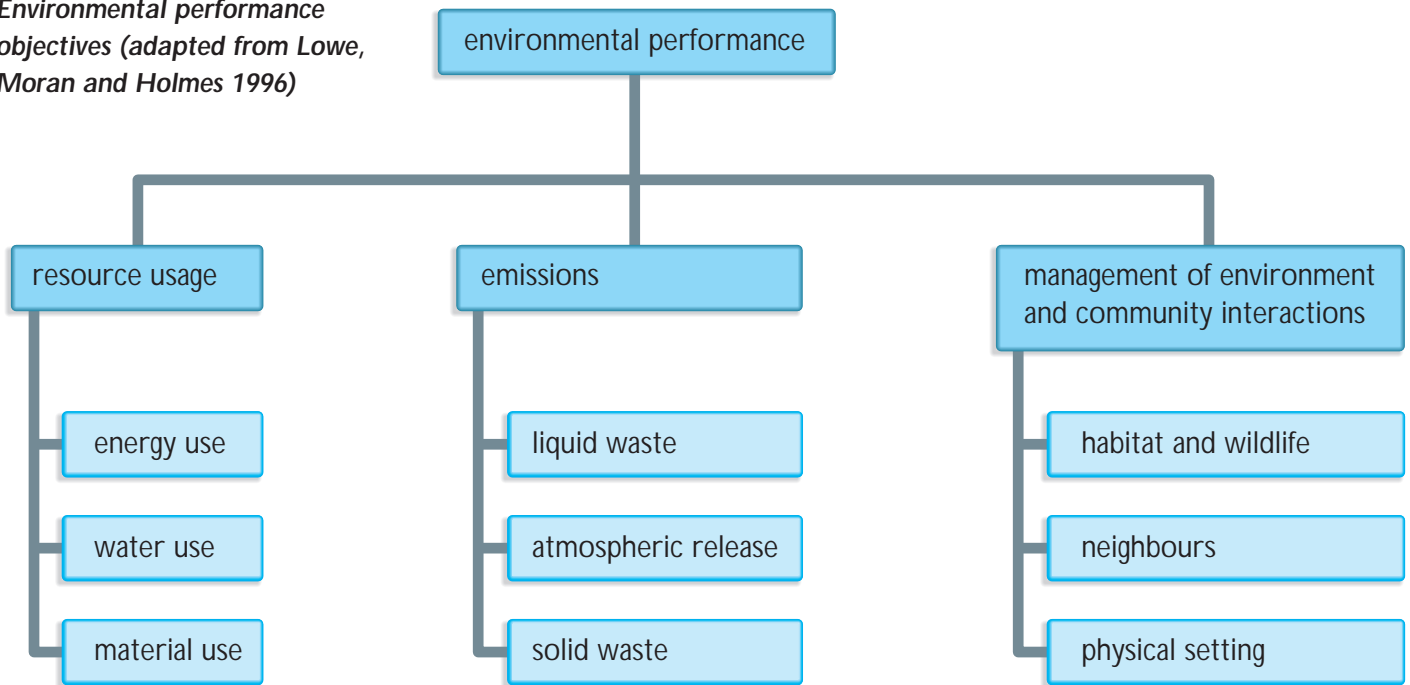 Environmental performance
objectives (adapted from Lowe,
Moran and Holmes 1996)
environmental performance
resource usage
energy use
water use
material use
emissions
liquid waste
atmospheric release
solid waste
management of environment
and community interactions
habitat and wildlife
neighbours
physical setting